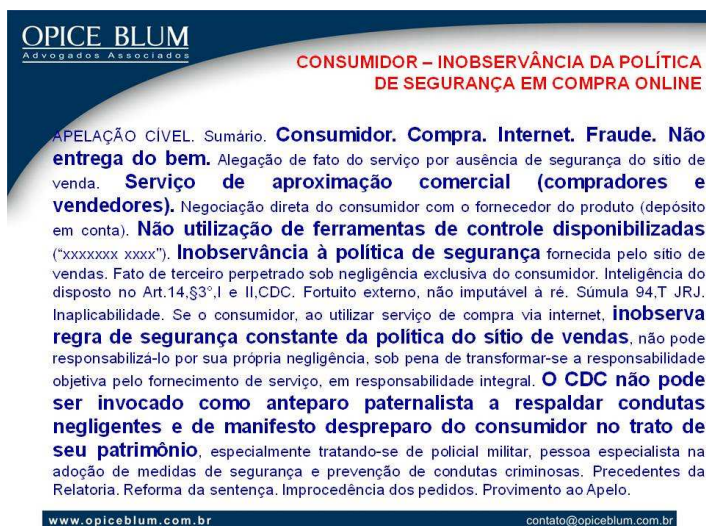 OPICE BLUM
Advogados Associados
CONSUMIDOR – INOBSERVÂNCIA DA POLÍTICA
DE SEGURANÇA EM COMPRA ONLINE
APELAÇÃO CÍVEL. Sumário. Consumidor. Compra. Internet. Fraude. Não
entrega do bem. Alegação de fato do serviço por ausência de segurança do sítio de
venda. Serviço de aproximação comercial (compradores e
vendedores). Negociação direta do consumidor com o fornecedor do produto (depósito
em conta). Não utilização de ferramentas de controle disponibilizadas
(“xxxxxxx xxxx”). Inobservância à política de segurança fornecida pelo sítio de
vendas. Fato de terceiro perpetrado sob negligência exclusiva do consumidor. Inteligência do
disposto no Art.14,§3°,I e II,CDC. Fortuito externo, não imputável à ré. Súmula 94,T JRJ.
Inaplicabilidade. Se o consumidor, ao utilizar serviço de compra via internet, inobserva
regra de segurança constante da política do sítio de vendas, não pode
responsabilizá-lo por sua própria negligência, sob pena de transformar-se a responsabilidade
objetiva pelo fornecimento de serviço, em responsabilidade integral. O CDC não pode
ser invocado como anteparo paternalista a respaldar condutas
negligentes e de manifesto despreparo do consumidor no trato de
seu patrimônio, especialmente tratando-se de policial militar, pessoa especialista na
adoção de medidas de segurança e prevenção de condutas criminosas. Precedentes da
Relatoria. Reforma da sentença. Improcedência dos pedidos. Provimento ao Apelo.
www.opiceblum.com.br contato@opiceblum.com.br